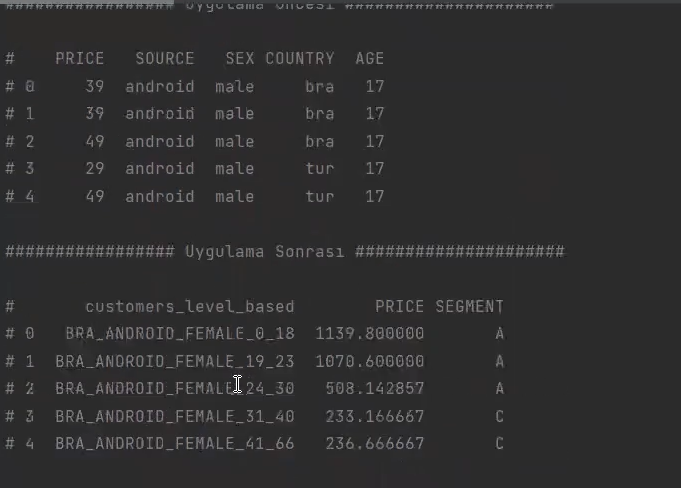 ################# Uygulama Öncesi #####################
# PRICE SOURCE SEX COUNTRY AGE
# 0 39 android male bra 17
# 1 39 android male bra 17
# 2 49 android male bra 17
# 3 29 android male tur 17
# 4 49 android male tur 17
################# Uygulama Sonrası #####################
# customers_level_based PRICE SEGMENT
# 0 BRA_ANDROID_FEMALE_0_18 1139.800000 A
# 1 BRA_ANDROID_FEMALE_19_23 1070.600000 A
# 2 BRA_ANDROID_FEMALE_24_30 508.142857 A
# 3 BRA_ANDROID_FEMALE_31_40 233.166667 C
# 4 BRA_ANDROID_FEMALE_41_66 236.666667 C